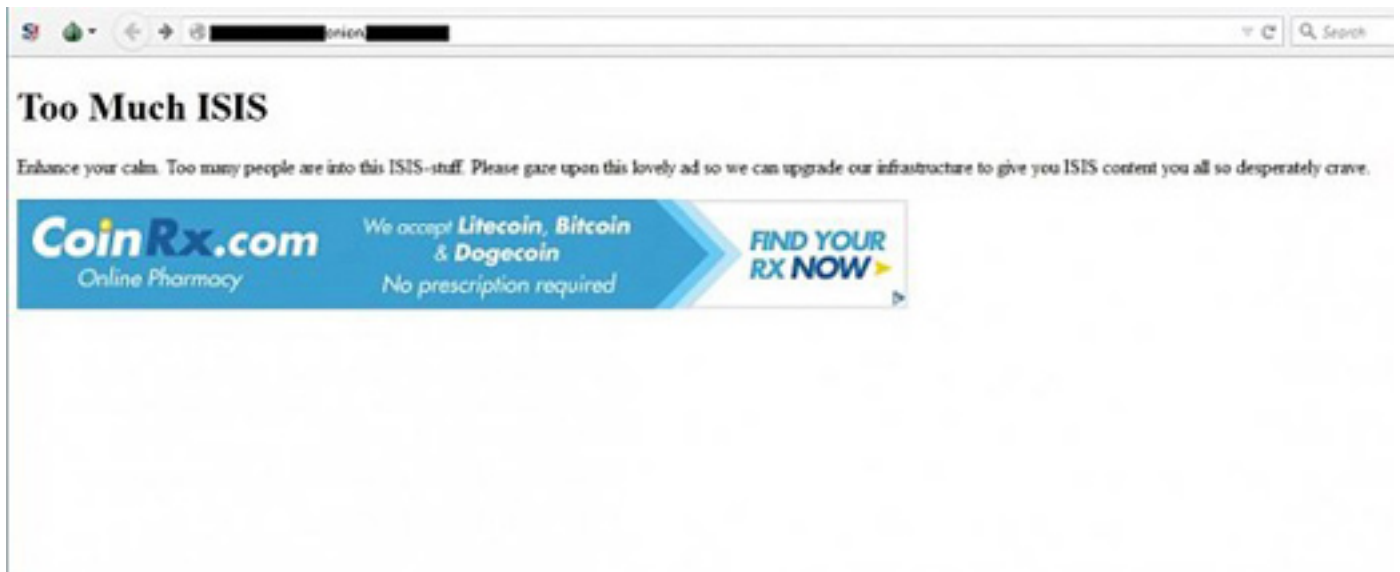 onion
Search
Too Much ISIS
Enhance your calm. Too many people are into this ISIS-stuff. Please gaze upon this lovely ad so we can upgrade our infrastructure to give you ISIS content you all so desperately crave.
CoinRx.com
Online Pharmacy
We accept Litecoin, Bitcoin
& Dogecoin
No prescription required
FIND YOUR
RX NOW